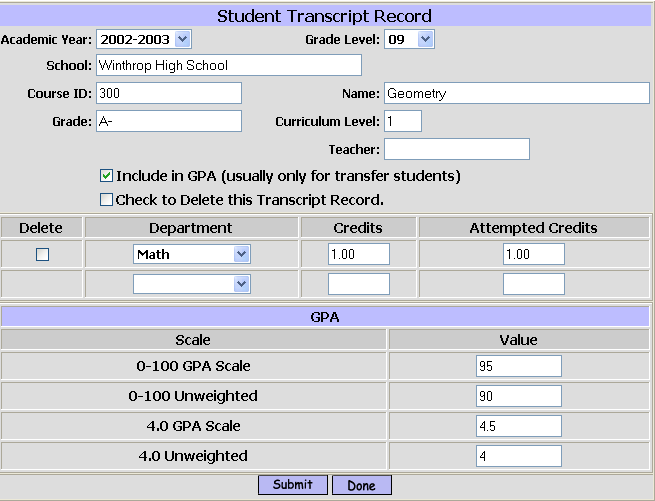 Student Transcript Record
Academic Year: 2002-2003 Grade Level: 09
School: Winthrop High School
Course ID: 300 Name: Geometry
Grade: A- Curriculum Level: 1
Teacher:
Include in GPA (usually only for transfer students)
Check to Delete this Transcript Record.
Delete Department Credits Attempted Credits
Math 1.00 1.00
GPA
Scale Value
0-100 GPA Scale 95
0-100 Unweighted 90
4.0 GPA Scale 4.5
4.0 Unweighted 4
Submit Done